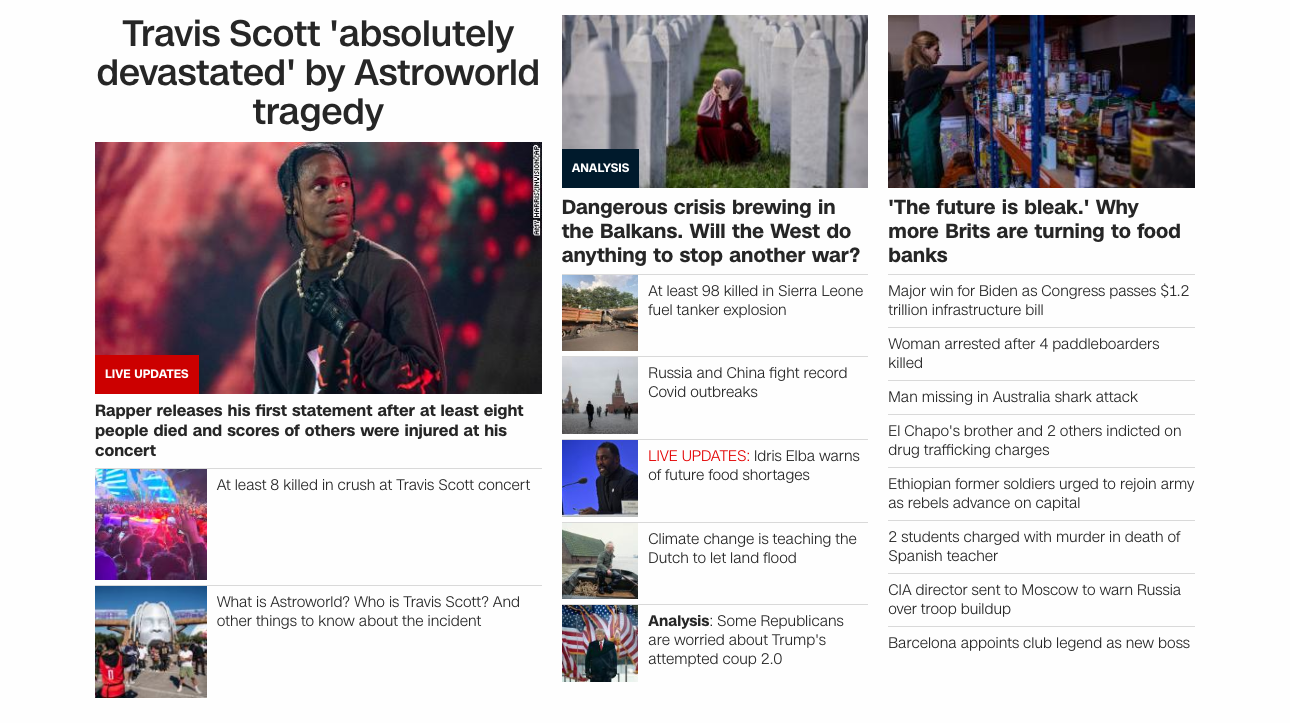 Travis Scott 'absolutely
devastated' by Astroworld
tragedy
AMY HARRIS/INVISION/AP
LIVE UPDATES
Rapper releases his first statement after at least eight
people died and scores of others were injured at his
concert
At least 8 killed in crush at Travis Scott concert
What is Astroworld? Who is Travis Scott? And
other things to know about the incident
ANALYSIS
Dangerous crisis brewing in
the Balkans. Will the West do
anything to stop another war?
At least 98 killed in Sierra Leone
fuel tanker explosion
Russia and China fight record
Covid outbreaks
LIVE UPDATES: Idris Elba warns
of future food shortages
Climate change is teaching the
Dutch to let land flood
Analysis: Some Republicans
are worried about Trump's
attempted coup 2.0
'The future is bleak.' Why
more Brits are turning to food
banks
Major win for Biden as Congress passes $1.2
trillion infrastructure bill
Woman arrested after 4 paddleboarders
killed
Man missing in Australia shark attack
El Chapo's brother and 2 others indicted on
drug trafficking charges
Ethiopian former soldiers urged to rejoin army
as rebels advance on capital
2 students charged with murder in death of
Spanish teacher
CIA director sent to Moscow to warn Russia
over troop buildup
Barcelona appoints club legend as new boss